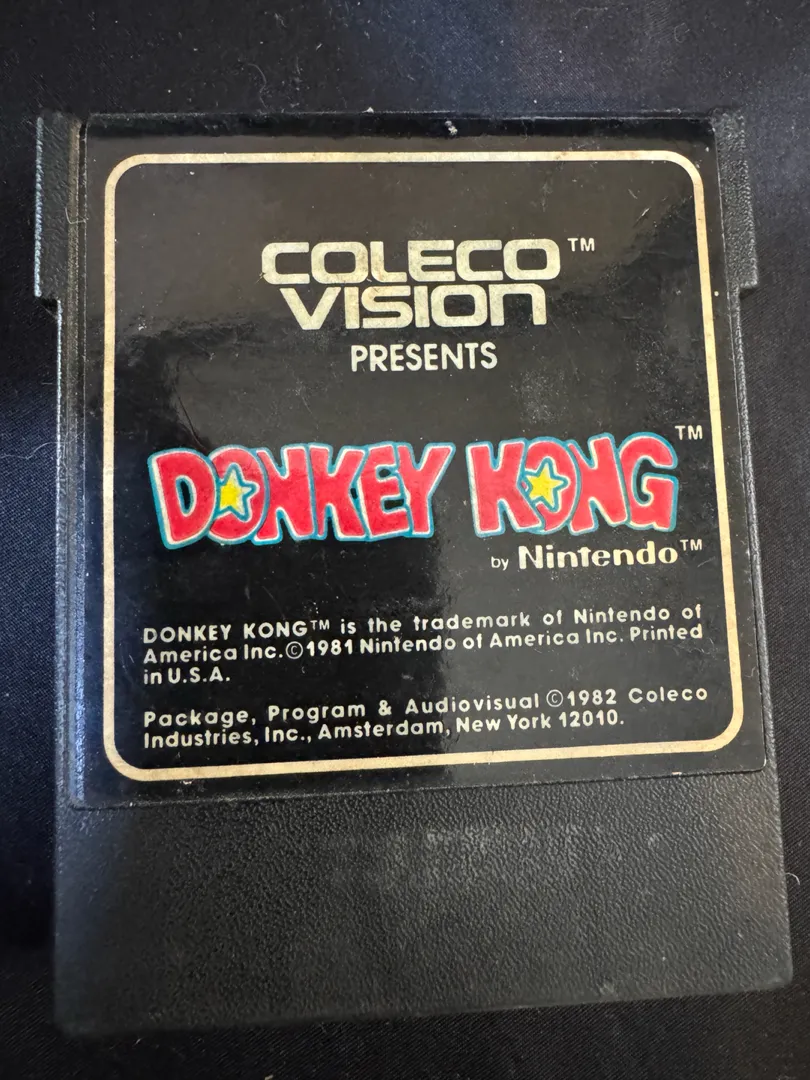 COLECO™
VISION
PRESENTS
DONKEY KONG™
by Nintendo™
DONKEY KONG™ is the trademark of Nintendo of
America Inc.©1981 Nintendo of America Inc. Printed
in U.S.A.
Package, Program & Audiovisual ©1982 Coleco
Industries, Inc., Amsterdam, New York 12010.